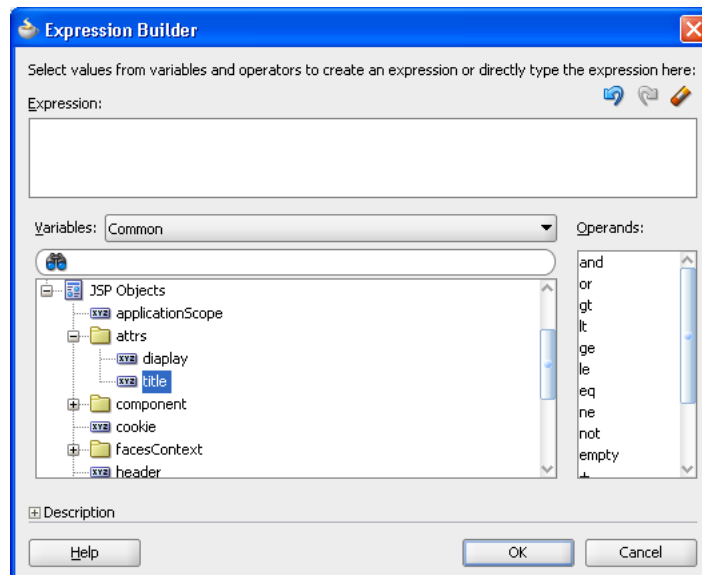 Expression Builder
Select values from variables and operators to create an expression or directly type the expression here:
Expression:
Variables: Common
Operands:
JSP Objects
applicationScope
attrs
diaplay
title
component
cookie
facesContext
header
and
or
gt
lt
ge
le
eq
ne
not
empty
+
Description
Help
OK
Cancel